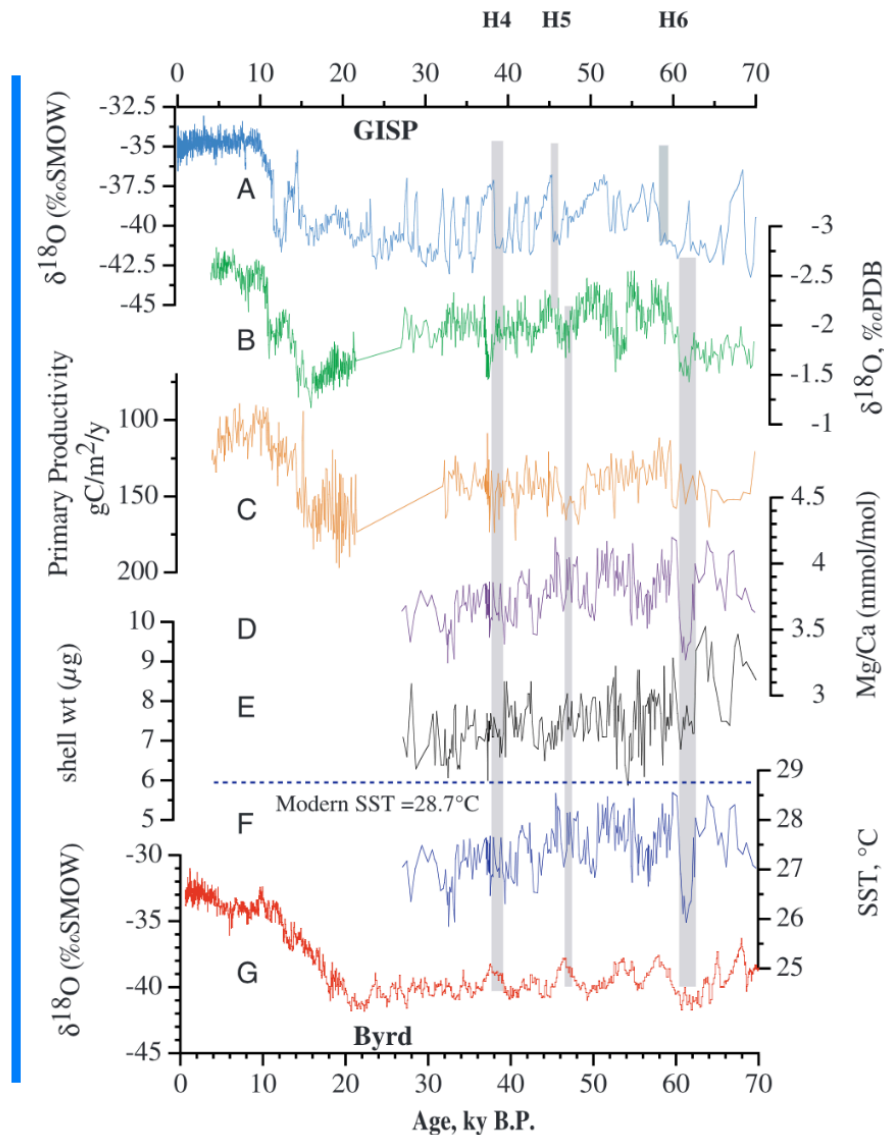 H4 H5 H6
0 10 20 30 40 50 60 70
GISP
δ¹⁸O (‰SMOW)
-32.5
-35
-37.5
-40
-42.5
-45
A
-3
-2.5
-2
-1.5
-1
δ¹⁸O, ‰PDB
B
Primary Productivity
gC/m²/y
100
150
200
C
4.5
4
3.5
3
Mg/Ca (mmol/mol)
D
shell wt (µg)
10
9
8
7
6
5
E
Modern SST =28.7°C
29
28
27
26
25
SST, °C
F
δ¹⁸O (‰SMOW)
-30
-35
-40
-45
G
Byrd
0 10 20 30 40 50 60 70
Age, ky B.P.